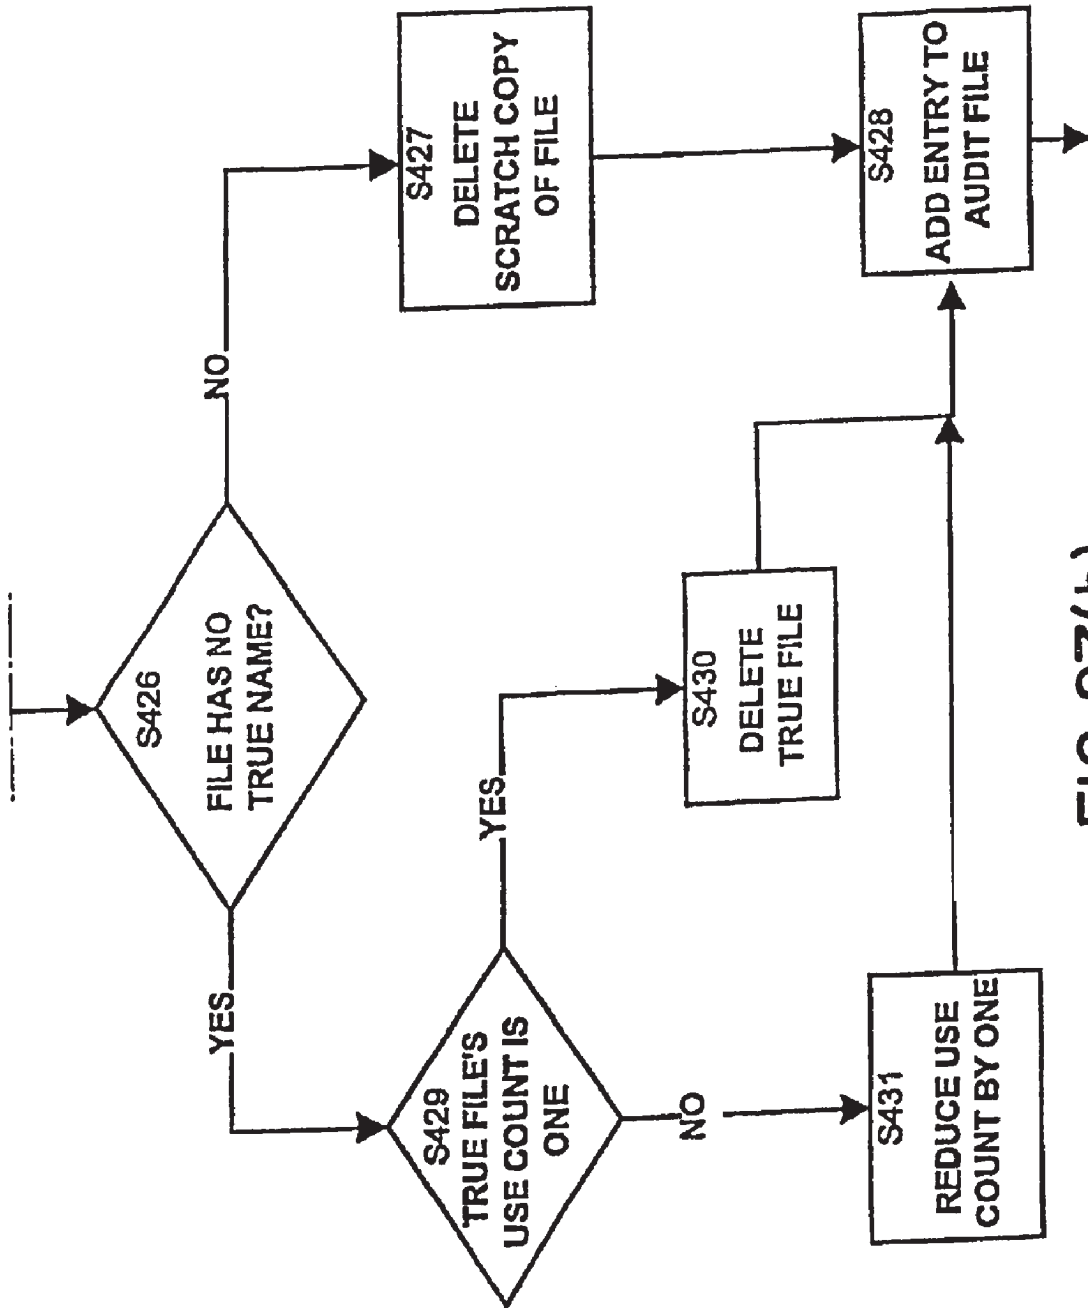 S426
FILE HAS NO
TRUE NAME?
YES
NO
S427
DELETE
SCRATCH COPY
OF FILE
S429
TRUE FILE'S
USE COUNT IS
ONE
YES
NO
S430
DELETE
TRUE FILE
S431
REDUCE USE
COUNT BY ONE
S428
ADD ENTRY TO
AUDIT FILE